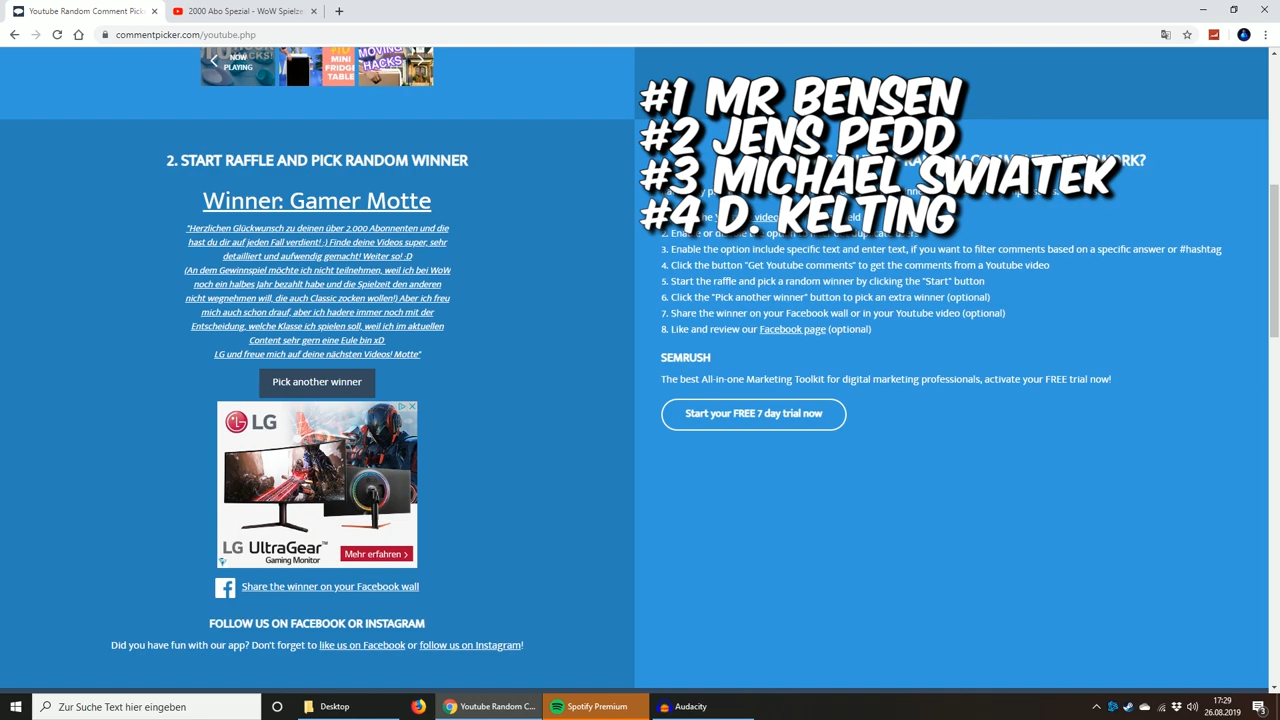 Youtube Random Comment Picke
2000 Abo Spezial - WoW Spielze
commentpicker.com/youtube.php
NOW
PLAYING
MINI
FRIDGE
TABLE
MOVING
HACKS
#1 MR BENSEN
#2 JENS PEDD
#3 MICHAEL SWIATEK
#4 D. KELTING
2. START RAFFLE AND PICK RANDOM WINNER
Winner: Gamer Motte
"Herzlichen Glückwunsch zu deinen über 2.000 Abonnenten und die
hast du dir auf jeden Fall verdient! :) Finde deine Videos super, sehr
detailliert und aufwendig gemacht! Weiter so! :D
(An dem Gewinnspiel möchte ich nicht teilnehmen, weil ich bei WoW
noch ein halbes Jahr bezahlt habe und die Spielzeit den anderen
nicht wegnehmen will, die auch Classic zocken wollen!) Aber ich freu
mich auch schon drauf, aber ich hadere immer noch mit der
Entscheidung, welche Klasse ich spielen soll, weil ich im aktuellen
Content sehr gern eine Eule bin xD
LG und freue mich auf deine nächsten Videos! Motte"
Pick another winner
LG
LG UltraGear™
Gaming Monitor
Mehr erfahren >
Share the winner on your Facebook wall
FOLLOW US ON FACEBOOK OR INSTAGRAM
Did you have fun with our app? Don't forget to like us on Facebook or follow us on Instagram!
3. Enable the option include specific text and enter text, if you want to filter comments based on a specific answer or #hashtag
4. Click the button "Get Youtube comments" to get the comments from a Youtube video
5. Start the raffle and pick a random winner by clicking the "Start" button
6. Click the "Pick another winner" button to pick an extra winner (optional)
7. Share the winner on your Facebook wall or in your Youtube video (optional)
8. Like and review our Facebook page (optional)
SEMRUSH
The best All-in-one Marketing Toolkit for digital marketing professionals, activate your FREE trial now!
Start your FREE 7 day trial now
Zur Suche Text hier eingeben
Desktop
Youtube Random C...
Spotify Premium
Audacity
17:29
26.08.2019